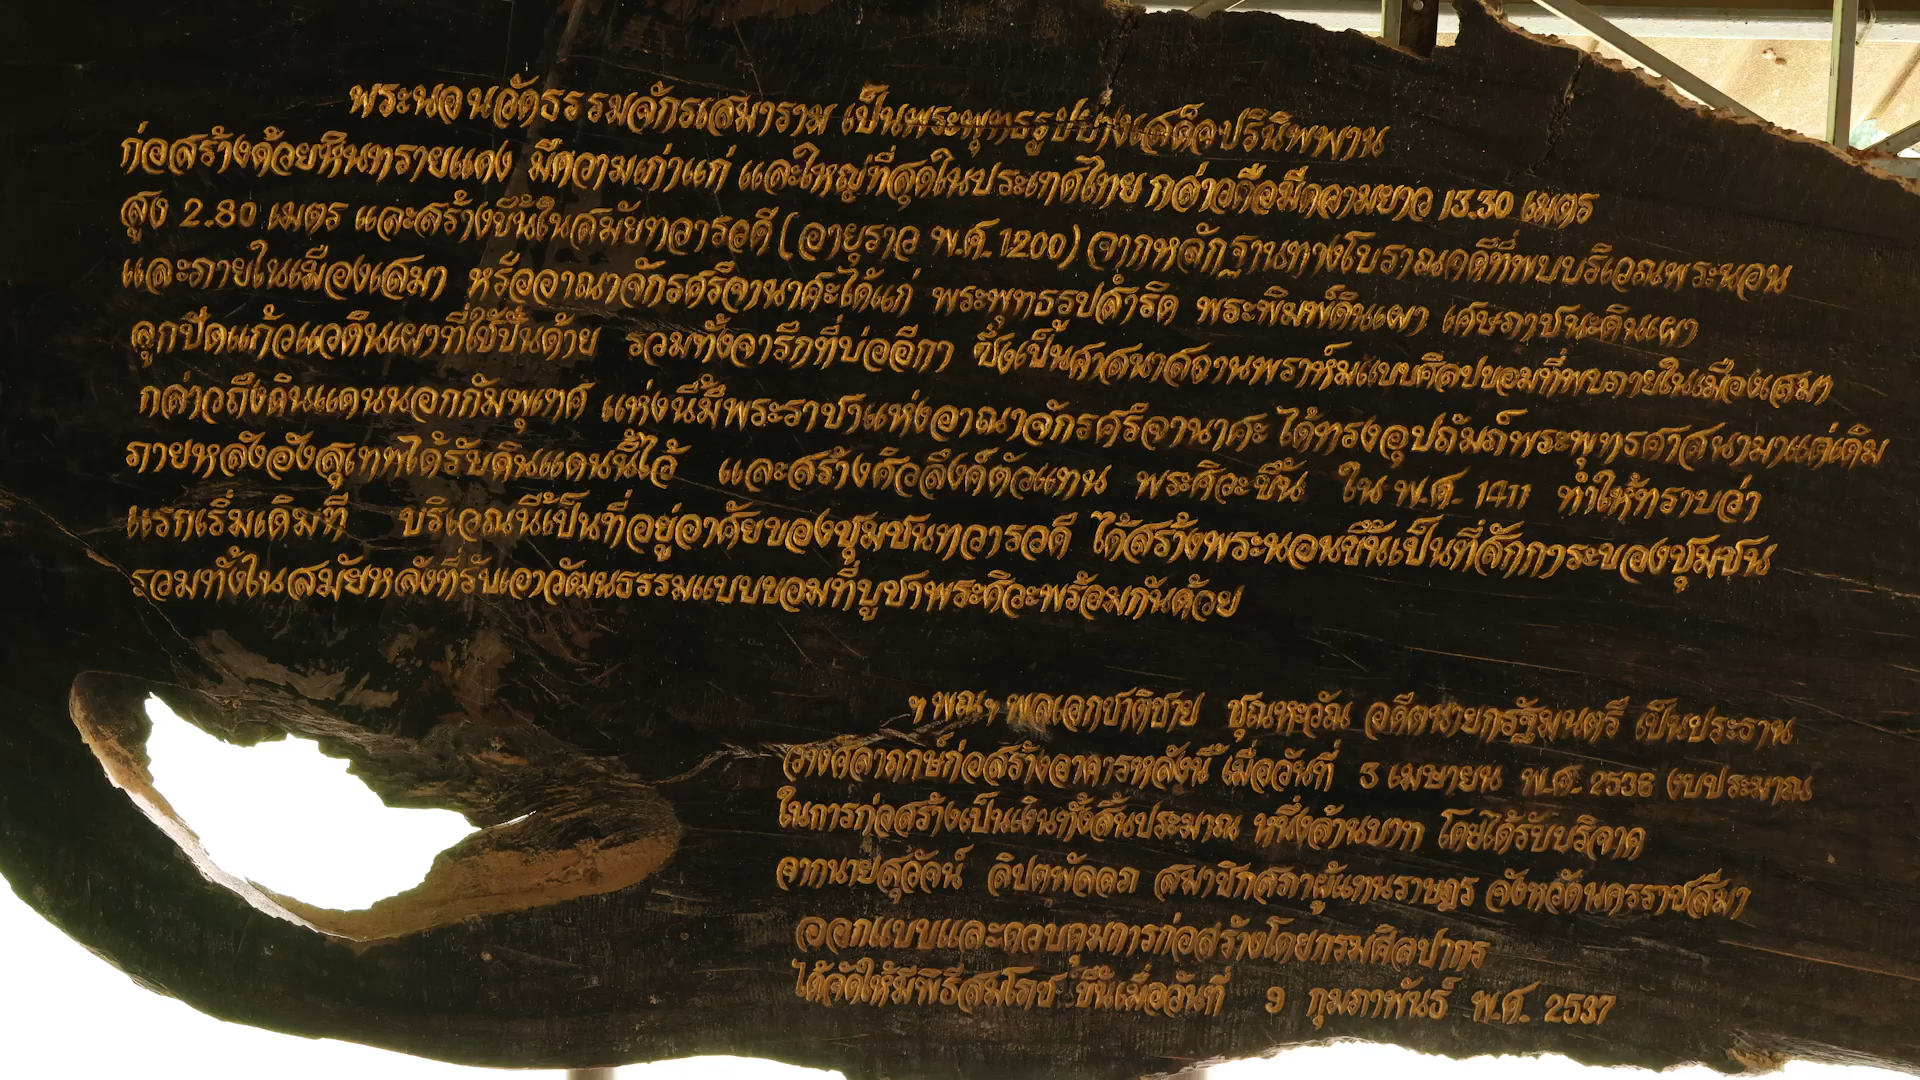 พระนอนวัดธรรมจักรเสมาราม เป็นพระพุทธรูปปางเสด็จปรินิพพาน
ก่อสร้างด้วยหินทรายแดง มีความเก่าแก่ และใหญ่ที่สุดในประเทศไทย กล่าวคือมีความยาว 13.30 เมตร
สูง 2.80 เมตร และสร้างขึ้นในสมัยทวารวดี (อายุราว พ.ศ. 1200) จากหลักฐานทางโบราณคดีที่พบบริเวณพระนอน
และภายในเมืองเสมา หรืออาณาจักรศรีจานาศะได้แก่ พระพุทธรูปสำริด พระพิมพ์ดินเผา เศษภาชนะดินเผา
ลูกปัดแก้วแวดินเผาที่ใช้ปั่นด้าย รวมทั้งจารึกที่บ่ออีกา ซึ่งเป็นศาสนาสถานพราห์มแบบศิลปขอมที่พบภายในเมืองเสมา
กล่าวถึงดินแดนนอกกัมพุเทศ แห่งนี้มีพระราชาแห่งอาณาจักรศรีจานาศะ ได้ทรงอุปถัมถ์พระพุทธศาสนามาแต่เดิม
ภายหลังอังสุเทพได้รับดินแดนนี้ไว้ และสร้างศิวลึงค์ตัวแทน พระศิวะขึ้น ใน พ.ศ. 1411 ทำให้ทราบว่า
แรกเริ่มเดิมที บริเวณนี้เป็นที่อยู่อาศัยของชุมชนทวารวดี ได้สร้างพระนอนขึ้นเป็นที่สักการะของชุมชน
รวมทั้งในสมัยหลังที่รับเอาวัฒนธรรมแบบขอมที่บูชาพระศิวะพร้อมกันด้วย
ฯพณฯ พลเอกชาติชาย ชุณหะวัณ อดีตนายกรัฐมนตรี เป็นประธาน
วางศิลาฤกษ์ก่อสร้างอาคารหลังนี้ เมื่อวันที่ 3 เมษายน พ.ศ. 2536 งบประมาณ
ในการก่อสร้างเป็นเงินทั้งสิ้นประมาณ หนึ่งล้านบาท โดยได้รับบริจาค
จากนายสุวัจน์ ลิปตพัลลภ สมาชิกสภาผู้แทนราษฎร จังหวัดนครราชสีมา
ออกแบบและควบคุมการก่อสร้างโดยกรมศิลปากร
ได้จัดให้มีพิธีสมโภช ขึ้นเมื่อวันที่ 9 กุมภาพันธ์ พ.ศ. 2537